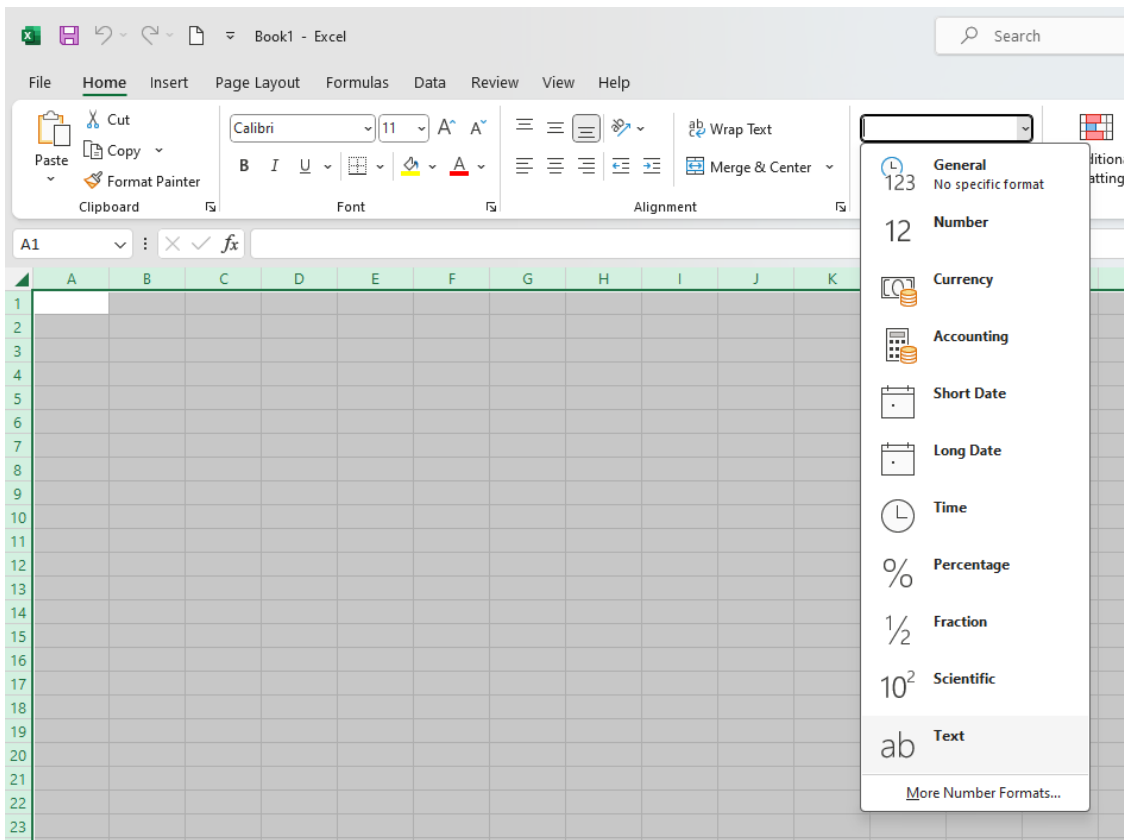 Book1 - Excel
Search
File Home Insert Page Layout Formulas Data Review View Help
Paste
Cut
Copy
Format Painter
Clipboard
Calibri 11 A A
B I U A
Font
ab Wrap Text
Merge & Center
Alignment
A1 fx
A B C D E F G H I J K
1
2
3
4
5
6
7
8
9
10
11
12
13
14
15
16
17
18
19
20
21
22
23
123 General
No specific format
12 Number
Currency
Accounting
Short Date
Long Date
Time
% Percentage
1/2 Fraction
10² Scientific
ab Text
More Number Formats...